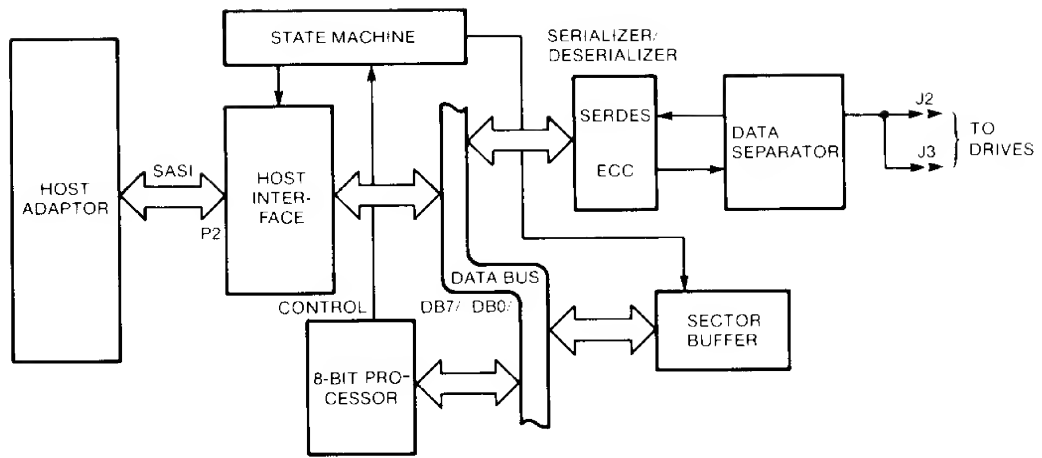 STATE MACHINE
SERIALIZER/
DESERIALIZER
HOST
ADAPTOR
SASI
P2
HOST
INTER-
FACE
SERDES
ECC
DATA
SEPARATOR
J2
J3
TO
DRIVES
DATA BUS
DB7/ DB0/
CONTROL
8-BIT PRO-
CESSOR
SECTOR
BUFFER